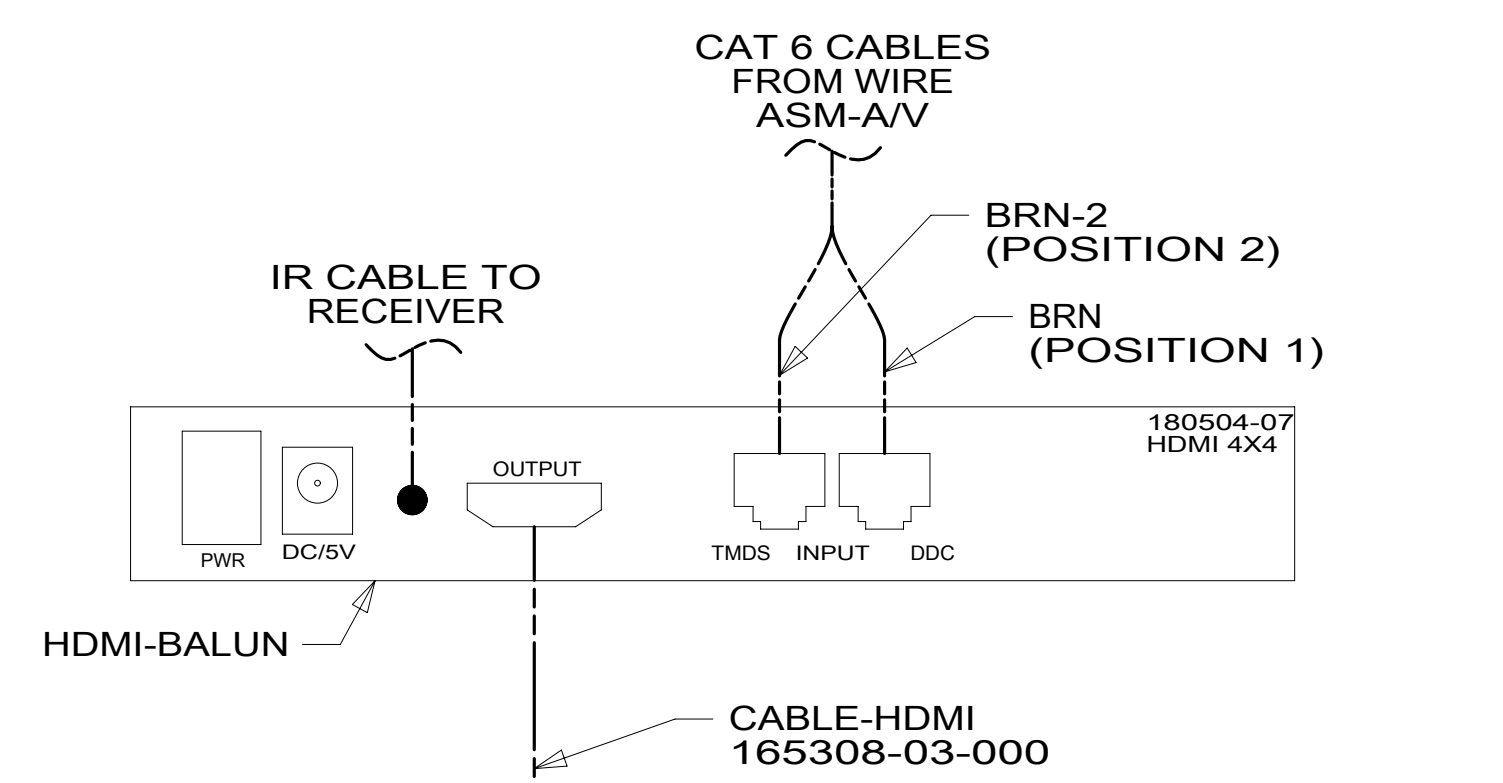 CAT 6 CABLES
FROM WIRE
ASM-A/V
BRN-2
(POSITION 2)
IR CABLE TO
RECEIVER
BRN
(POSITION 1)
180504-07
HDMI 4X4
OUTPUT
PWR
DC/5V
TMDS INPUT DDC
HDMI-BALUN
CABLE-HDMI
165308-03-000